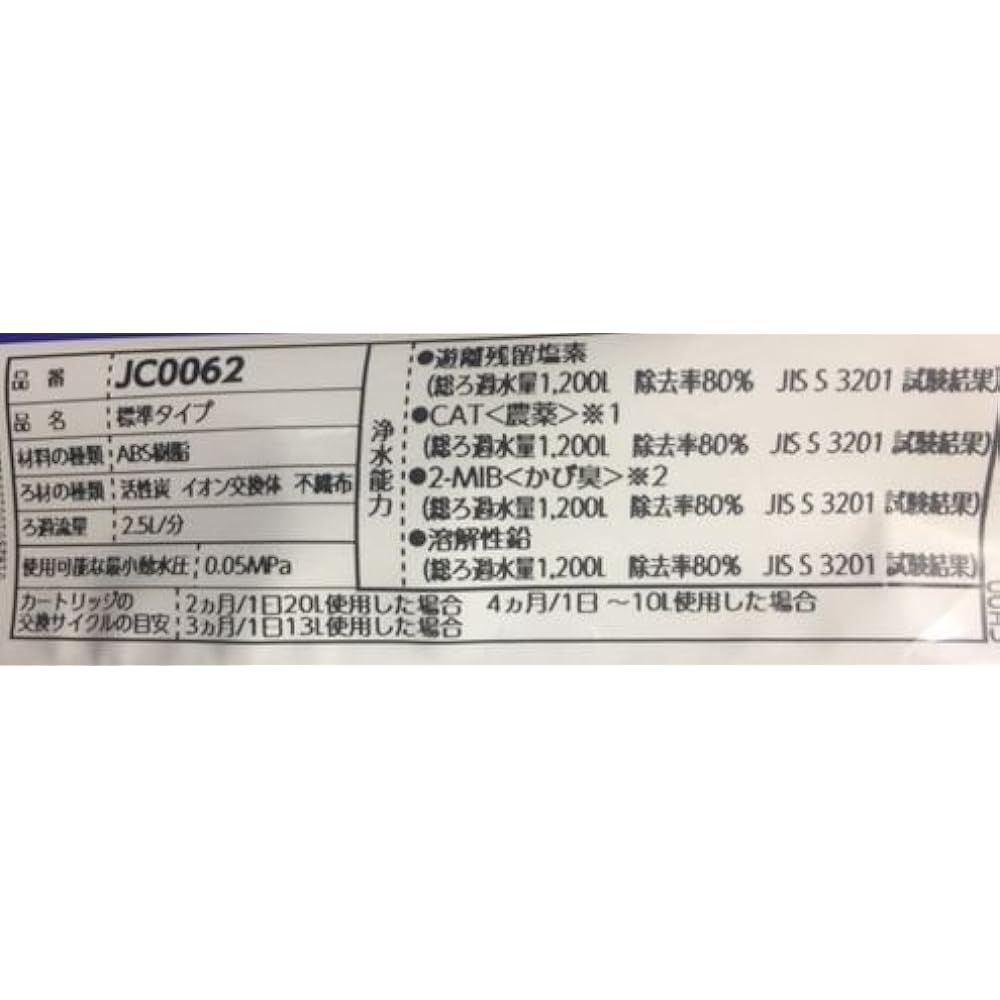 品番 JC0062
品名 標準タイプ
材料の種類 ABS樹脂
ろ材の種類 活性炭 イオン交換体 不織布
ろ過流量 2.5L/分
使用可能な最小動水圧 0.05MPa
浄水能力
●遊離残留塩素
(総ろ過水量1,200L 除去率80% JIS S 3201 試験結果)
●CAT<農薬>※1
(総ろ過水量1,200L 除去率80% JIS S 3201 試験結果)
●2-MIB<かび臭>※2
(総ろ過水量1,200L 除去率80% JIS S 3201 試験結果)
●溶解性鉛
(総ろ過水量1,200L 除去率80% JIS S 3201 試験結果)
カートリッジの
交換サイクルの目安
2ヵ月/1日20L使用した場合 4ヵ月/1日 〜10L使用した場合
3ヵ月/1日13L使用した場合